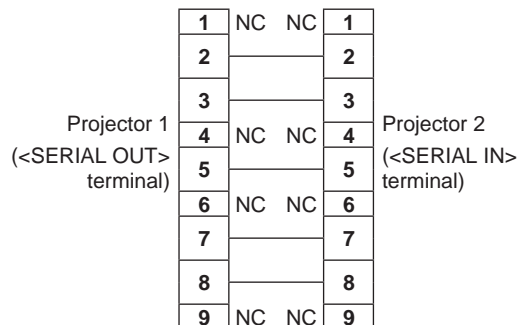 1 NC NC 1
2 2
3 3
Projector 1
(<SERIAL OUT>
terminal)
4 NC NC 4
5 5
6 NC NC 6
7 7
8 8
9 NC NC 9
Projector 2
(<SERIAL IN>
terminal)